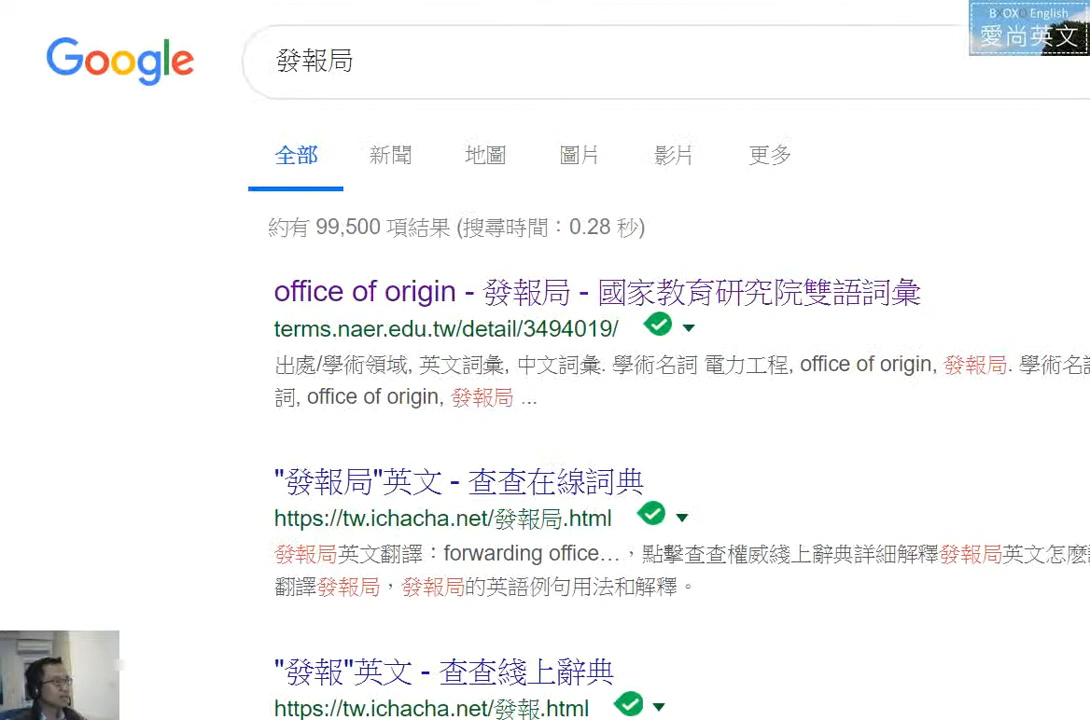 BXOXO English
愛尚英文
Google
發報局
全部 新聞 地圖 圖片 影片 更多
約有 99,500 項結果 (搜尋時間：0.28 秒)
office of origin - 發報局 - 國家教育研究院雙語詞彙
terms.naer.edu.tw/detail/3494019/
出處/學術領域, 英文詞彙, 中文詞彙. 學術名詞 電力工程, office of origin, 發報局. 學術名
詞, office of origin, 發報局 ...
"發報局"英文 - 查查在線詞典
https://tw.ichacha.net/發報局.html
發報局英文翻譯：forwarding office…，點擊查查權威綫上辭典詳細解釋發報局英文怎麼
翻譯發報局，發報局的英語例句用法和解釋。
"發報"英文 - 查查綫上辭典
https://tw.ichacha.net/發報.html